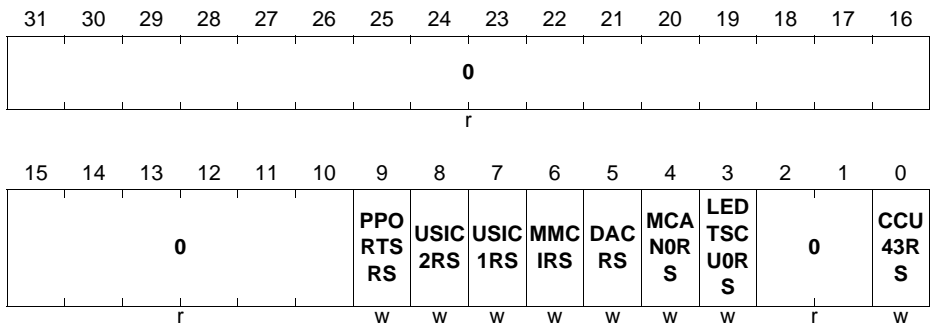 31 30 29 28 27 26 25 24 23 22 21 20 19 18 17 16
0
r
15 14 13 12 11 10 9 8 7 6 5 4 3 2 1 0
0 PPO RTS RS USIC 2RS USIC 1RS MMC IRS DAC RS MCA N0R S LED TSC U0R S 0 CCU 43R S
r w w w w w w w r w